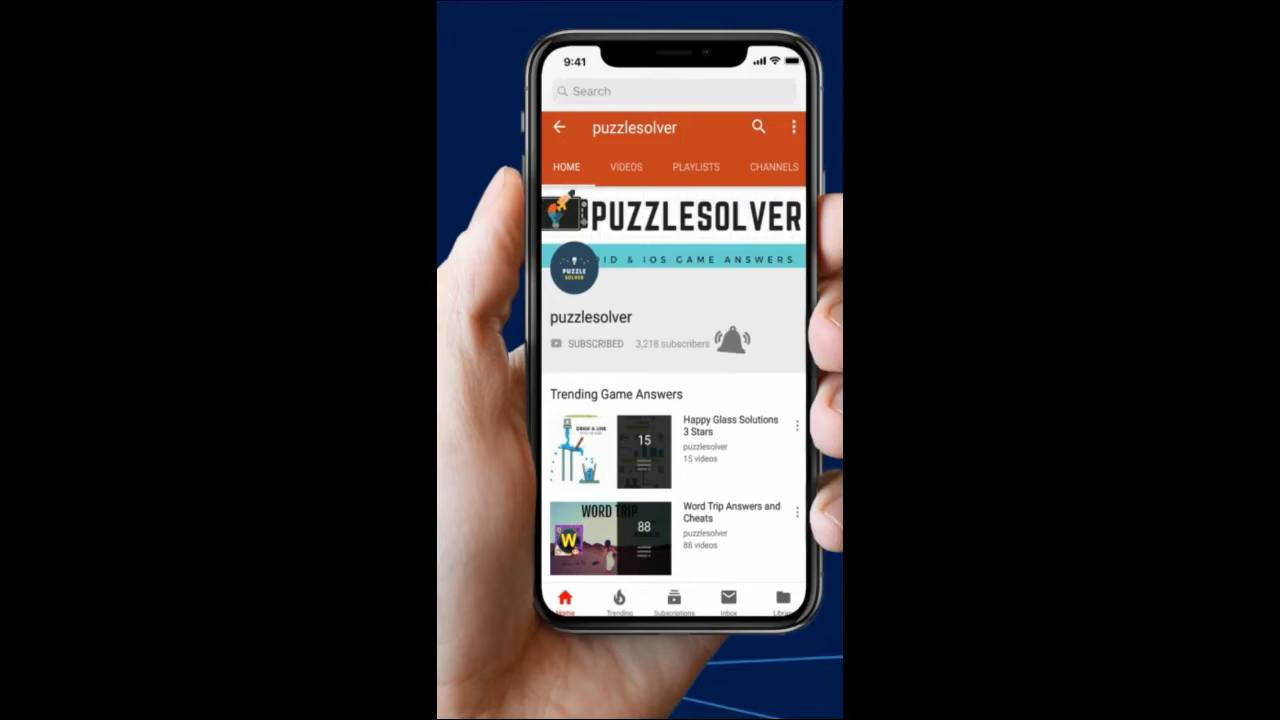 9:41
Search
puzzlesolver
HOME VIDEOS PLAYLISTS CHANNELS
PUZZLESOLVER
OID & IOS GAME ANSWERS
PUZZLE
SOLVER
puzzlesolver
SUBSCRIBED 3,218 subscribers
Trending Game Answers
DRAW A LINE
15
Happy Glass Solutions
3 Stars
puzzlesolver
15 videos
WORD TRIP
W
88
Word Trip Answers and
Cheats
puzzlesolver
88 videos
Home Trending Subscriptions Inbox